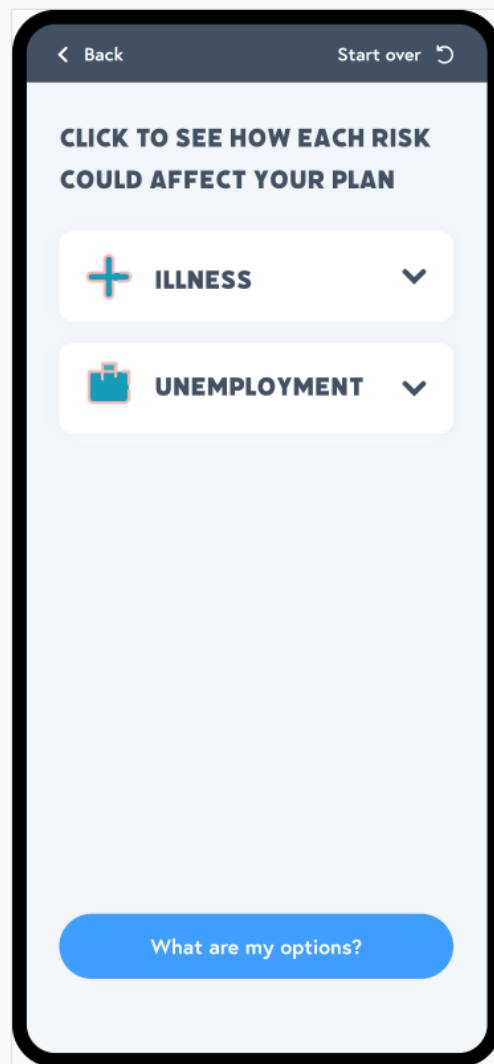 Back
Start over
CLICK TO SEE HOW EACH RISK
COULD AFFECT YOUR PLAN
ILLNESS
UNEMPLOYMENT
What are my options?